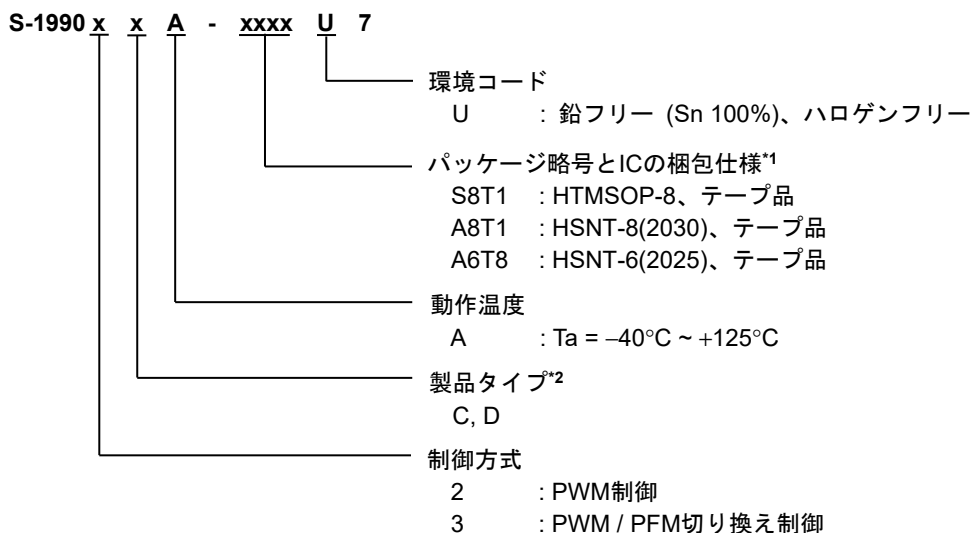 S-1990 x x A - xxxx U 7
環境コード
U : 鉛フリー (Sn 100%)、ハロゲンフリー
パッケージ略号とICの梱包仕様*1
S8T1 : HTMSOP-8、テープ品
A8T1 : HSNT-8(2030)、テープ品
A6T8 : HSNT-6(2025)、テープ品
動作温度
A : Ta = −40°C ~ +125°C
製品タイプ*2
C, D
制御方式
2 : PWM制御
3 : PWM / PFM切り換え制御